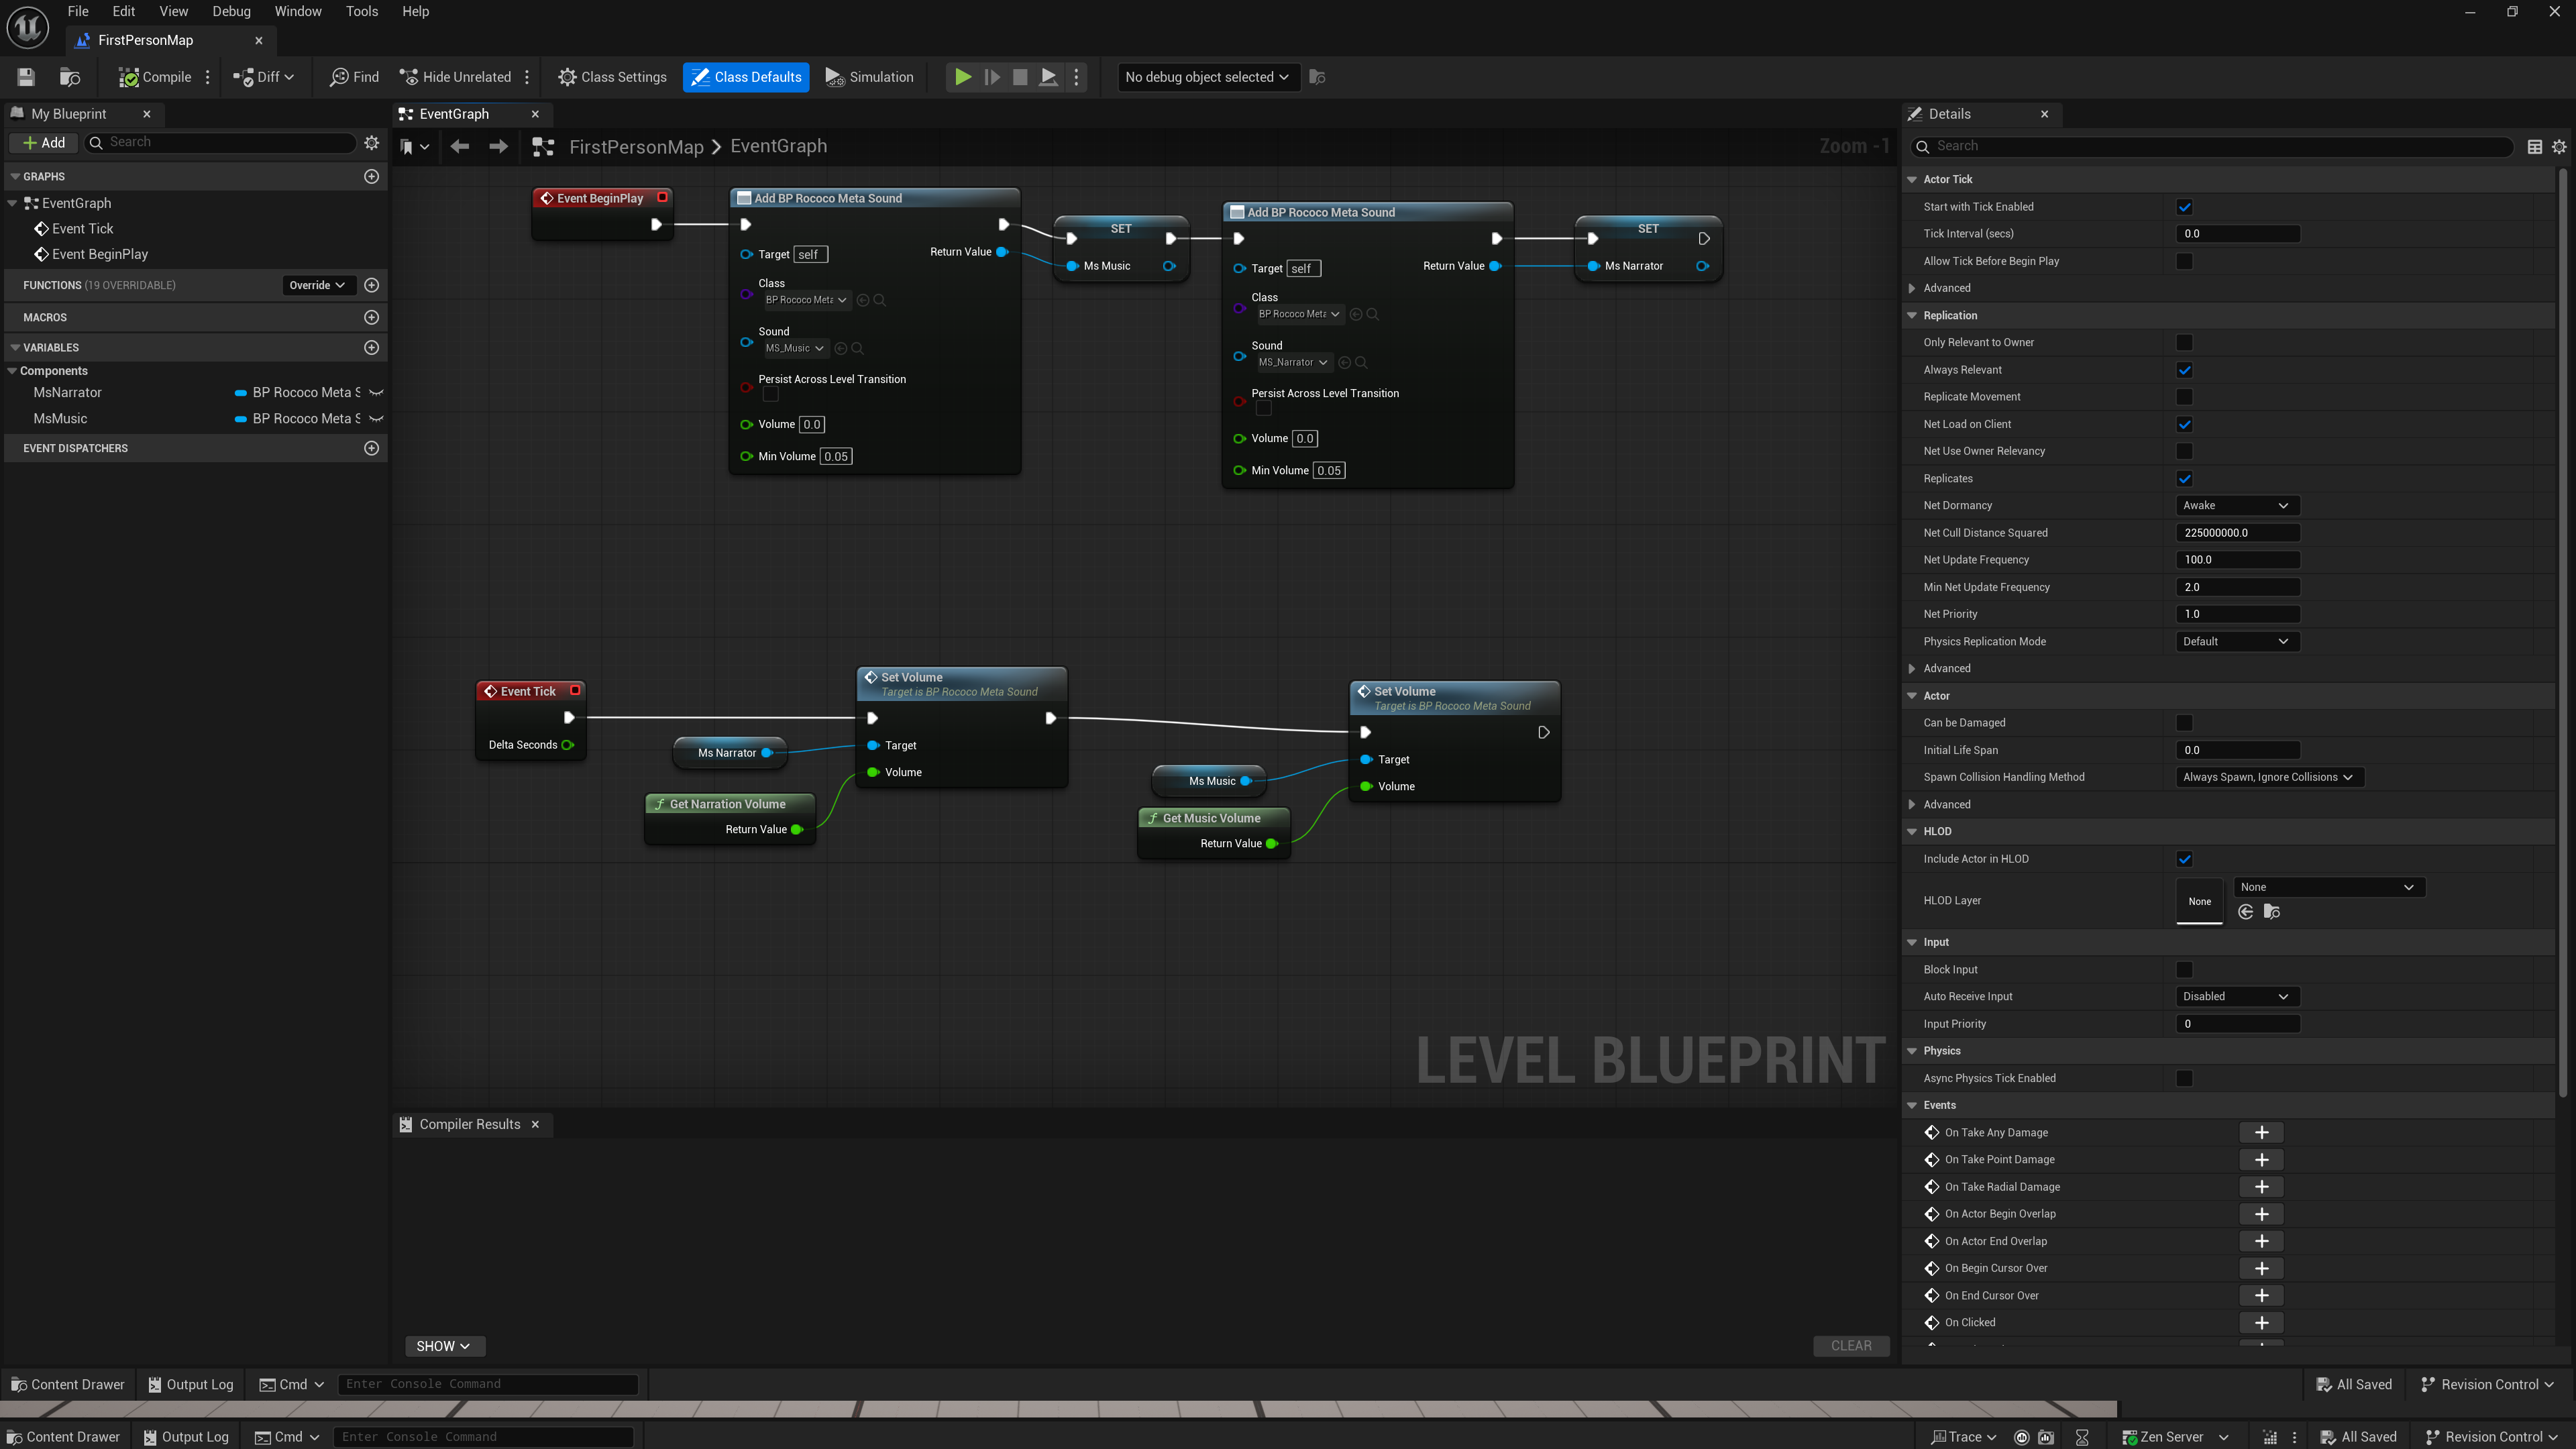 File Edit View Debug Window Tools Help
FirstPersonMap
Compile Diff Find Hide Unrelated Class Settings Class Defaults Simulation No debug object selected
My Blueprint
Add Search
GRAPHS
EventGraph
Event Tick
Event BeginPlay
FUNCTIONS (19 OVERRIDABLE) Override
MACROS
VARIABLES
Components
MsNarrator BP Rococo Meta S
MsMusic BP Rococo Meta S
EVENT DISPATCHERS
EventGraph
FirstPersonMap > EventGraph
Zoom -1
Event BeginPlay
Add BP Rococo Meta Sound
Target self
Return Value
Class
BP Rococo Meta
Sound
MS_Music
Persist Across Level Transition
Volume 0.0
Min Volume 0.05
SET
Ms Music
Add BP Rococo Meta Sound
Target self
Return Value
Class
BP Rococo Meta
Sound
MS_Narrator
Persist Across Level Transition
Volume 0.0
Min Volume 0.05
SET
Ms Narrator
Event Tick
Delta Seconds
Ms Narrator
Get Narration Volume
Return Value
Set Volume
Target is BP Rococo Meta Sound
Target
Volume
Ms Music
Get Music Volume
Return Value
Set Volume
Target is BP Rococo Meta Sound
Target
Volume
LEVEL BLUEPRINT
Compiler Results
SHOW
CLEAR
Details
Search
Actor Tick
Start with Tick Enabled
Tick Interval (secs) 0.0
Allow Tick Before Begin Play
Advanced
Replication
Only Relevant to Owner
Always Relevant
Replicate Movement
Net Load on Client
Net Use Owner Relevancy
Replicates
Net Dormancy Awake
Net Cull Distance Squared 225000000.0
Net Update Frequency 100.0
Min Net Update Frequency 2.0
Net Priority 1.0
Physics Replication Mode Default
Advanced
Actor
Can be Damaged
Initial Life Span 0.0
Spawn Collision Handling Method Always Spawn, Ignore Collisions
Advanced
HLOD
Include Actor in HLOD
HLOD Layer None None
Input
Block Input
Auto Receive Input Disabled
Input Priority 0
Physics
Async Physics Tick Enabled
Events
On Take Any Damage
On Take Point Damage
On Take Radial Damage
On Actor Begin Overlap
On Actor End Overlap
On Begin Cursor Over
On End Cursor Over
On Clicked
Content Drawer Output Log Cmd Enter Console Command All Saved Revision Control
Content Drawer Output Log Cmd Enter Console Command Trace Zen Server All Saved Revision Control